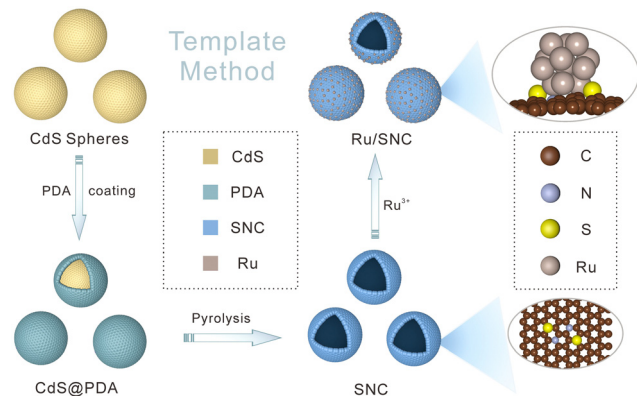 Template
Method
CdS Spheres
PDA coating
CdS@PDA
Pyrolysis
SNC
Ru³⁺
Ru/SNC
CdS
PDA
SNC
Ru
C
N
S
Ru